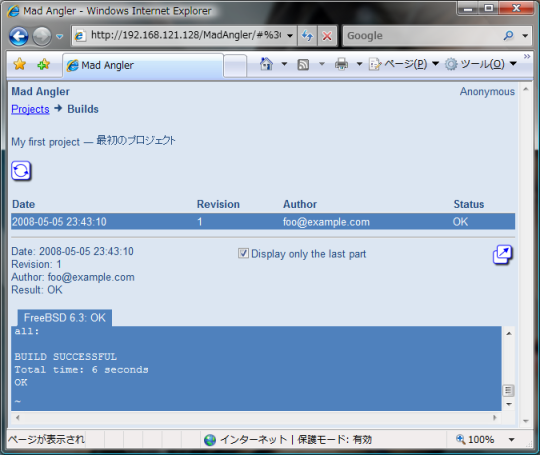 Mad Angler - Windows Internet Explorer
http://192.168.121.128/MadAngler/#%3
Google
Mad Angler
ページ(P)
ツール(O)
Mad Angler
Anonymous
Projects → Builds
My first project — 最初のプロジェクト
Date Revision Author Status
2008-05-05 23:43:10 1 foo@example.com OK
Date: 2008-05-05 23:43:10
Display only the last part
Revision: 1
Author: foo@example.com
Result: OK
FreeBSD 6.3: OK
all:
BUILD SUCCESSFUL
Total time: 6 seconds
OK
~
ページが表示され
インターネット | 保護モード: 有効
100%